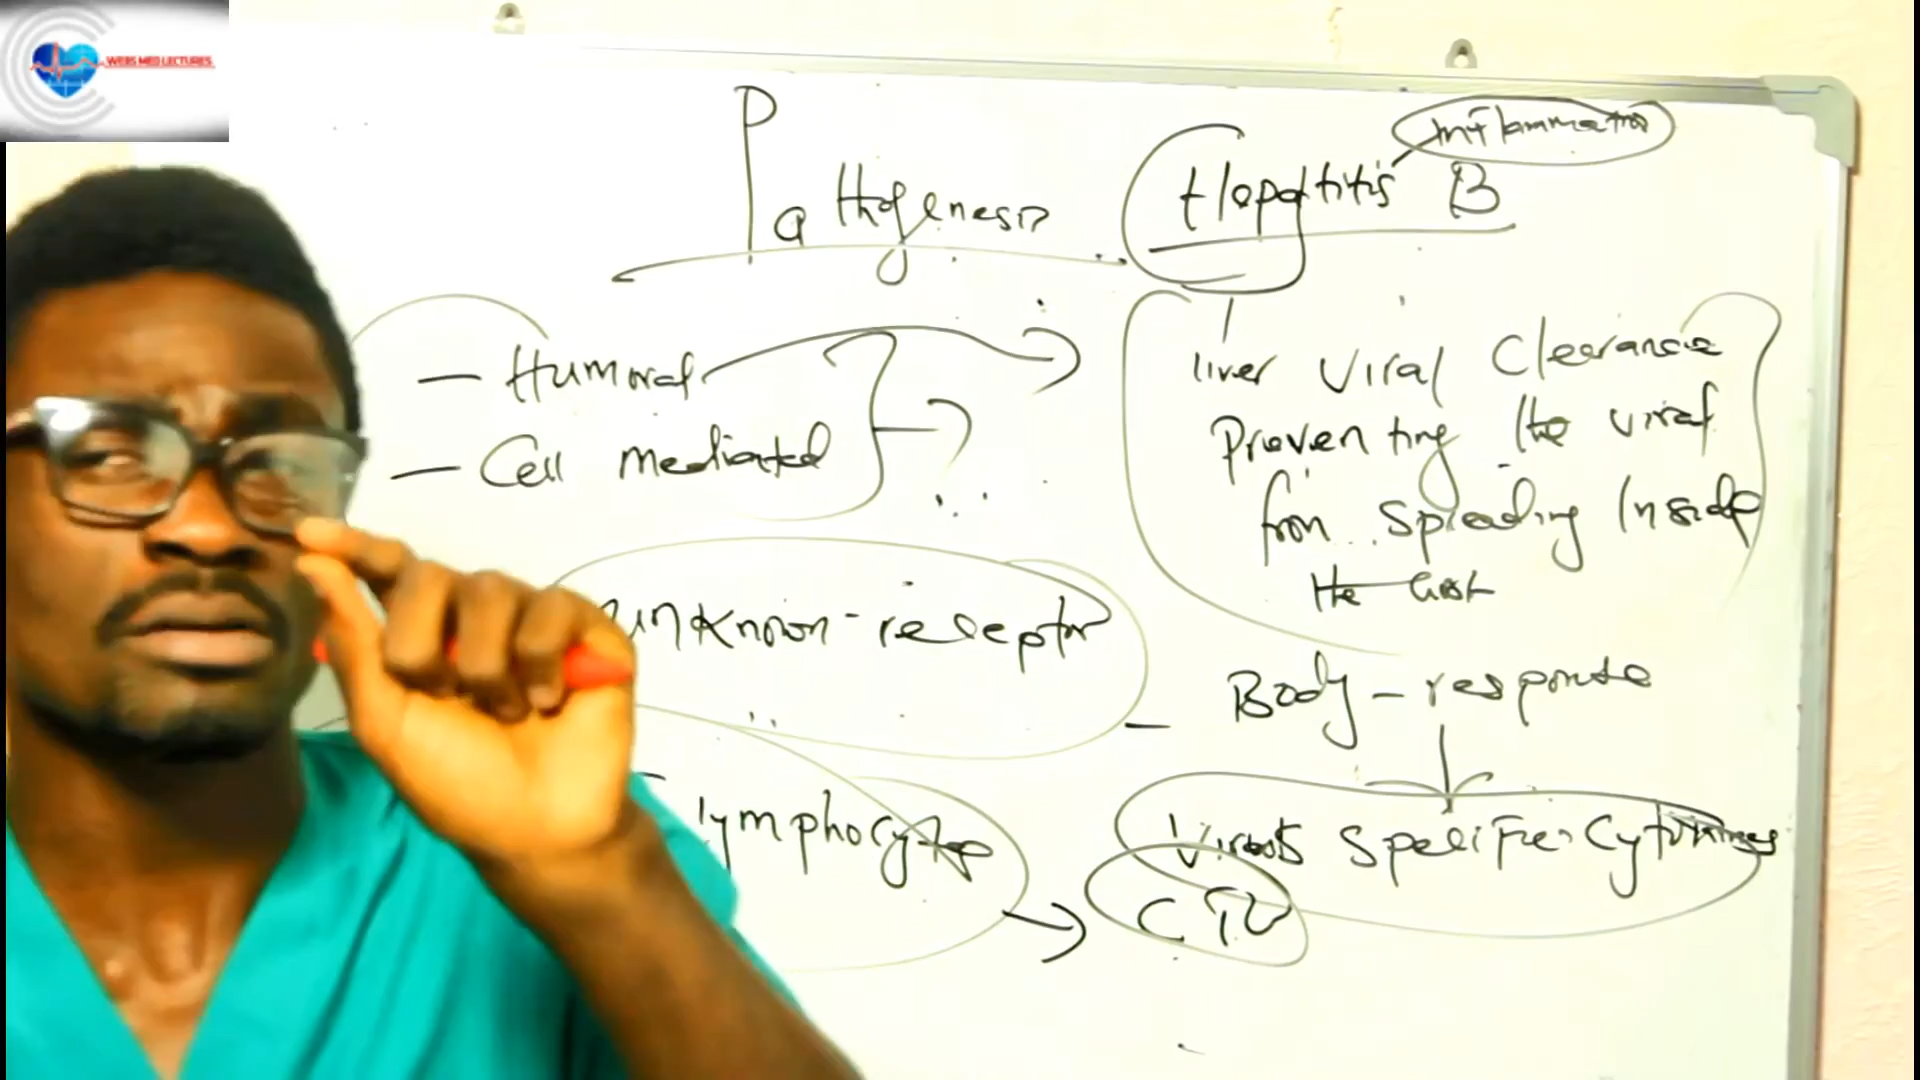 WEBS MED LECTURES
Inflammation
Pathogenesis Hepatitis B
- Humoral
- Cell mediated
liver Viral Clearance
Preventing the viral
from spreading Inside
the host
unknown-receptor
- Body - response
lymphocytes
Virus Specific Cytokines
CTL